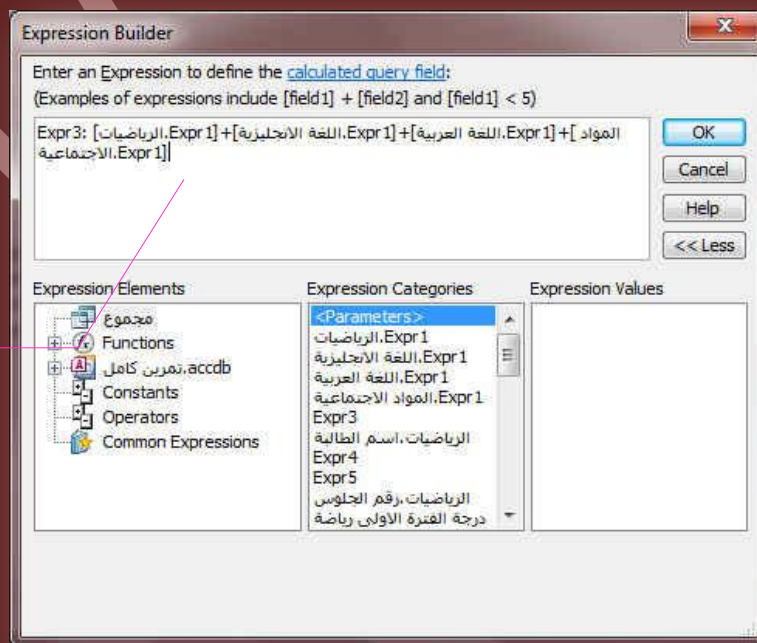 Expression Builder
Enter an Expression to define the calculated query field:
(Examples of expressions include [field1] + [field2] and [field1] < 5)
Expr3: [الرياضيات.Expr1]+[اللغة الانجليزية.Expr1]+[اللغة العربية.Expr1]+[المواد
الاجتماعية.Expr1]
OK
Cancel
Help
<< Less
Expression Elements
مجموع
Functions
تمرين كامل.accdb
Constants
Operators
Common Expressions
Expression Categories
<Parameters>
الرياضيات.Expr1
اللغة الانجليزية.Expr1
اللغة العربية.Expr1
المواد الاجتماعية.Expr1
Expr3
الرياضيات.اسم الطالبة
Expr4
Expr5
الرياضيات.رقم الجلوس
درجة الفترة الاولى رياضة
Expression Values